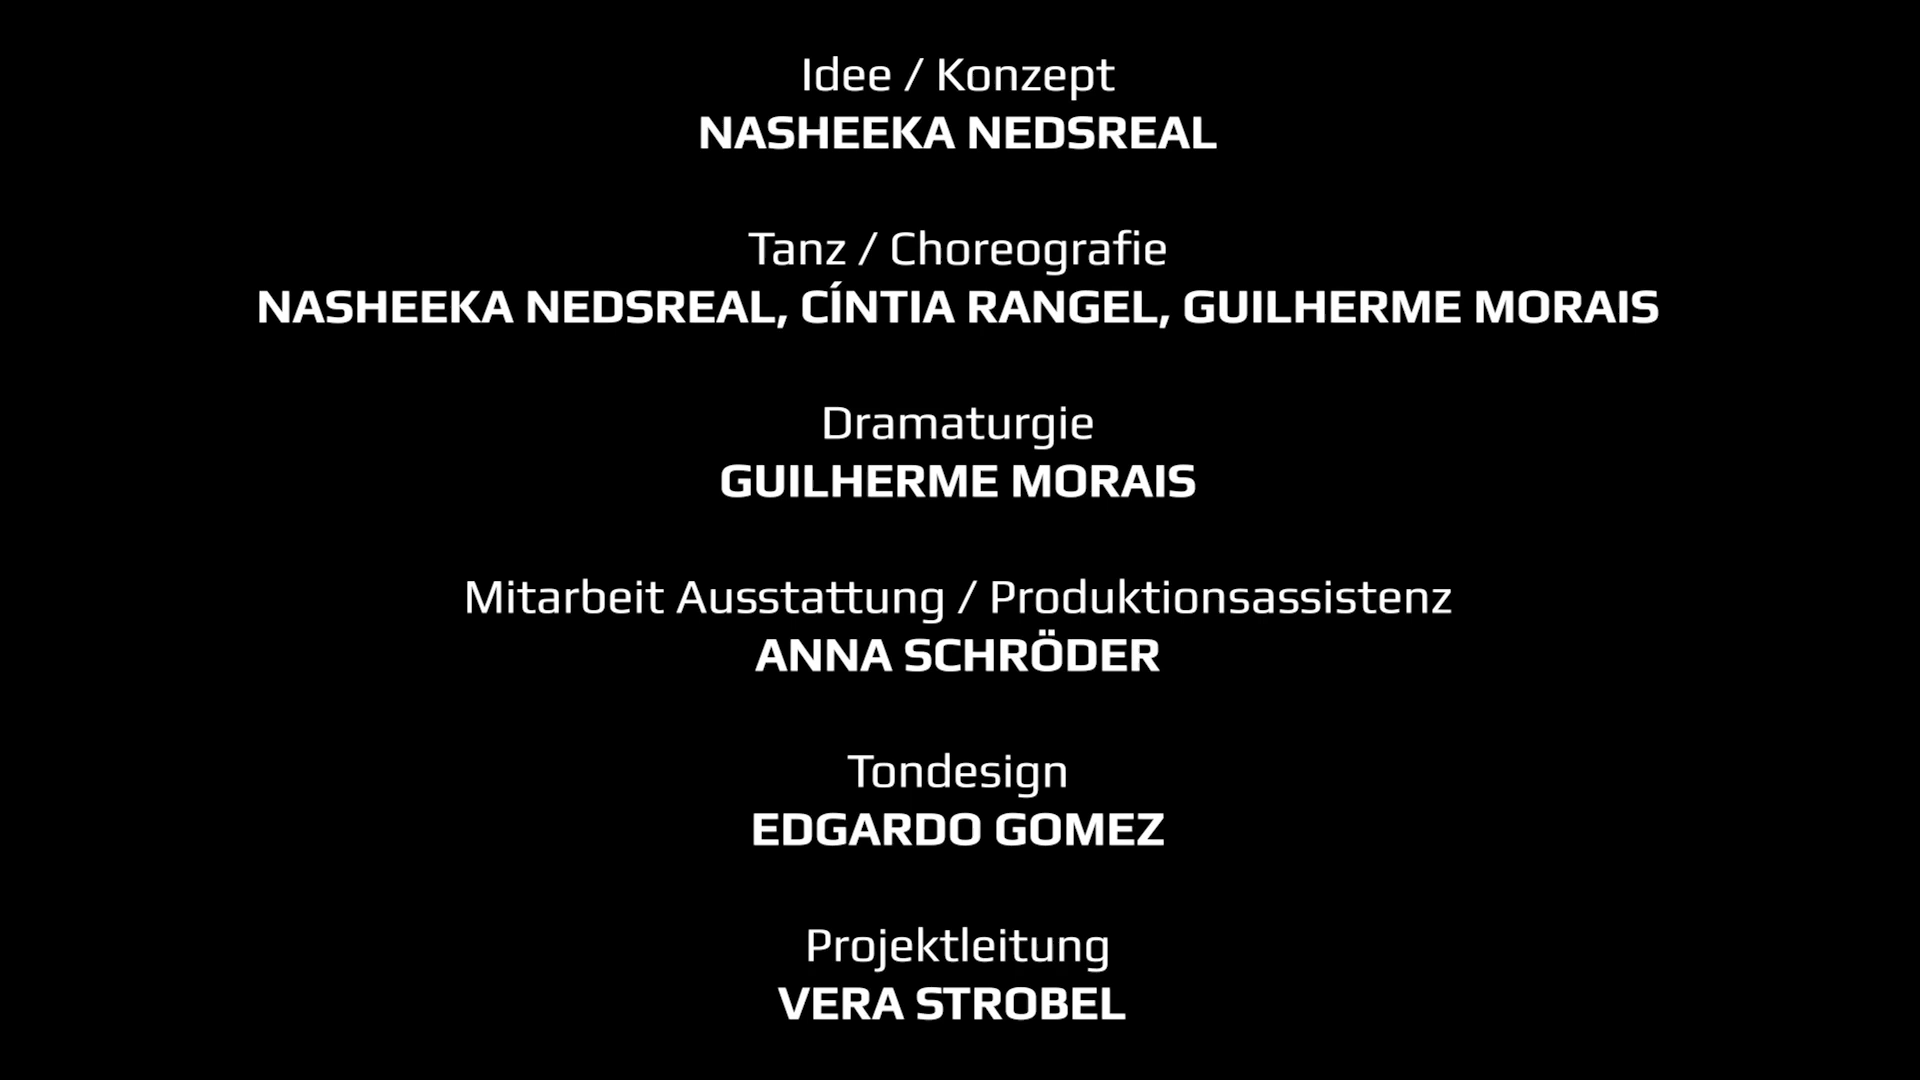 Idee / Konzept
NASHEEKA NEDSREAL
Tanz / Choreografie
NASHEEKA NEDSREAL, CÍNTIA RANGEL, GUILHERME MORAIS
Dramaturgie
GUILHERME MORAIS
Mitarbeit Ausstattung / Produktionsassistenz
ANNA SCHRÖDER
Tondesign
EDGARDO GOMEZ
Projektleitung
VERA STROBEL